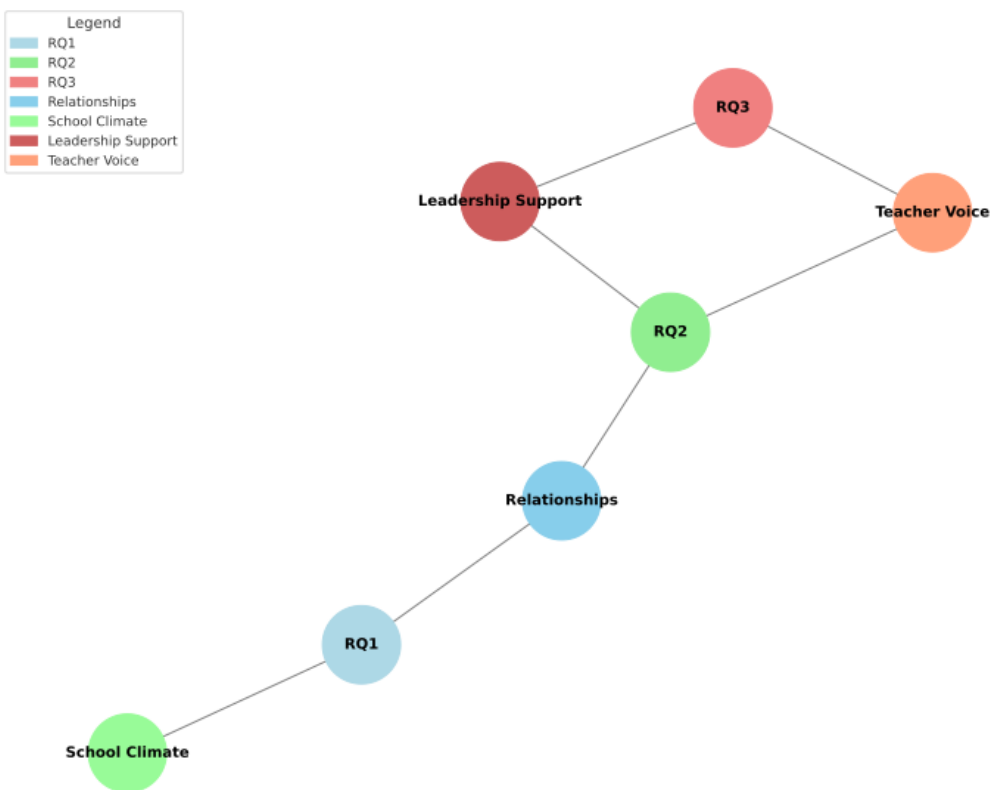 Legend
RQ1
RQ2
RQ3
Relationships
School Climate
Leadership Support
Teacher Voice
RQ3
Leadership Support
Teacher Voice
RQ2
Relationships
RQ1
School Climate